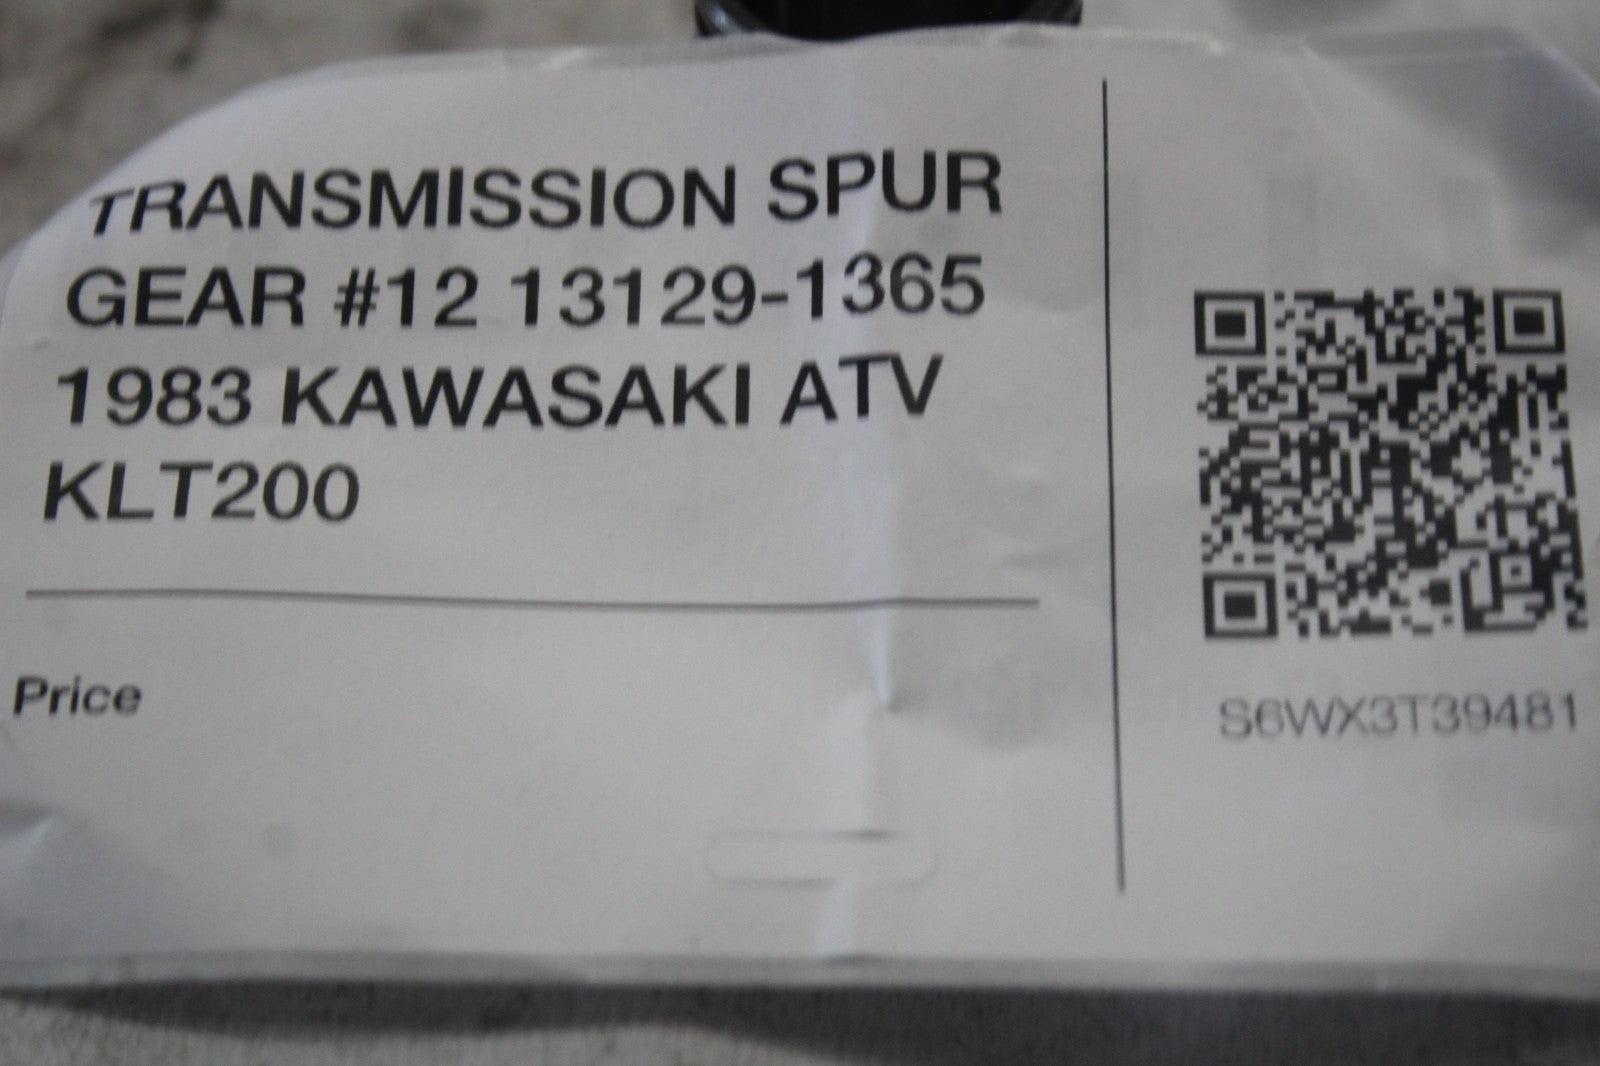 TRANSMISSION SPUR
GEAR #12 13129-1365
1983 KAWASAKI ATV
KLT200
Price
S6WX3T39481